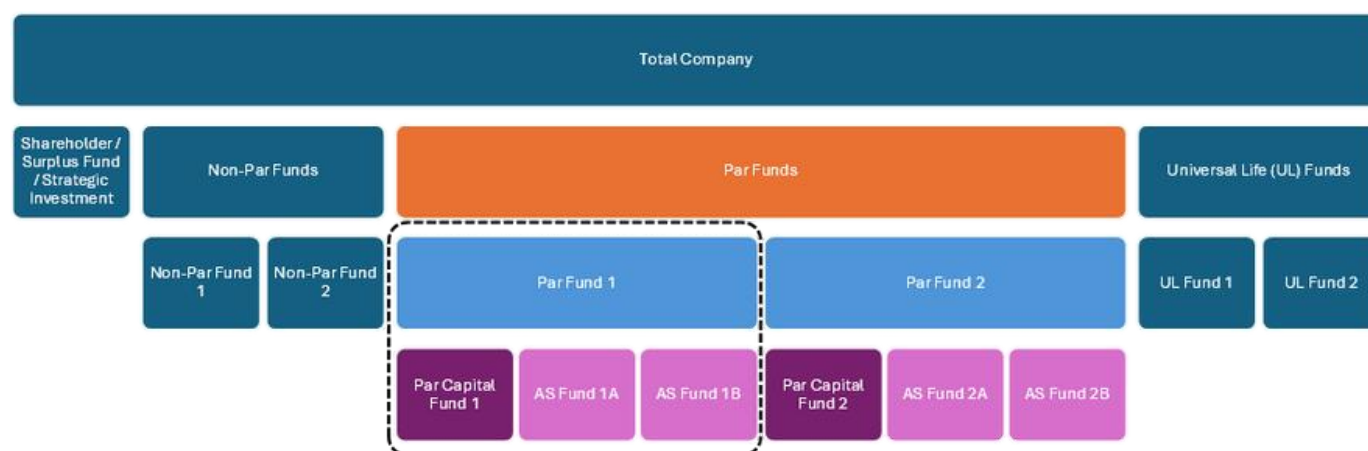 Total Company
Shareholder /
Surplus Fund
/ Strategic
Investment
Non-Par Funds
Par Funds
Universal Life (UL) Funds
Non-Par Fund
1
Non-Par Fund
2
Par Fund 1
Par Fund 2
UL Fund 1
UL Fund 2
Par Capital
Fund 1
AS Fund 1A
AS Fund 1B
Par Capital
Fund 2
AS Fund 2A
AS Fund 2B